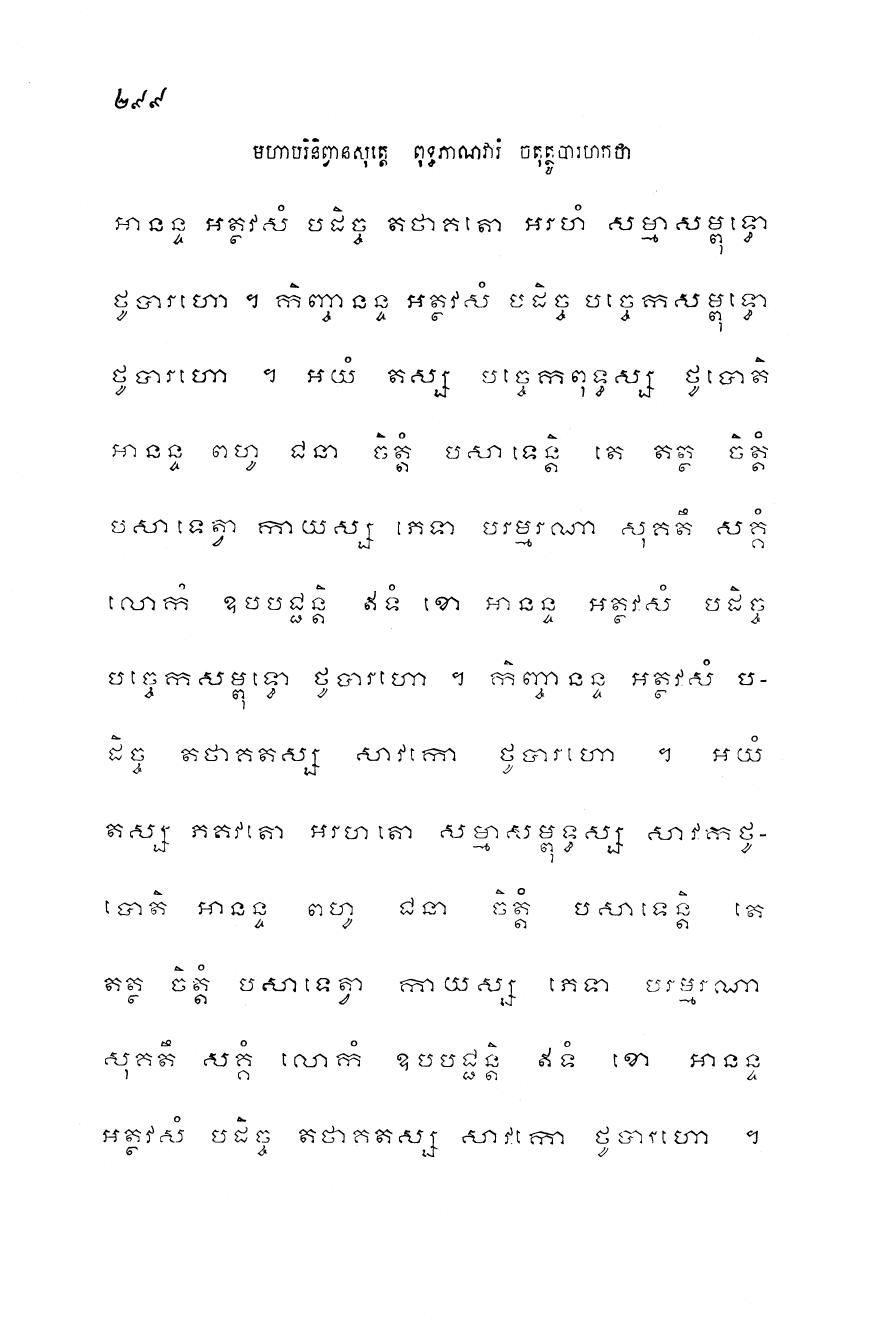 ២៩៩
មហាបរិនិព្វានសុត្តេ ពុទ្ធភាណវារំ ចតុត្ថូបារហកថា
អានន្ទ អត្ថវសំ បដិច្ច តថាគតោ អរហំ សម្មាសម្ពុទ្ធោ
ថូបារហោ ។ កិញ្ចានន្ទ អត្ថវសំ បដិច្ច បច្ចេកសម្ពុទ្ធោ
ថូបារហោ ។ អយំ តស្ស បច្ចេកពុទ្ធស្ស ថូបោតិ
អានន្ទ ពហូ ជនា ចិត្តំ បសាទេន្តិ តេ តត្ថ ចិត្តំ
បសាទេត្វា កាយស្ស ភេទា បរម្មរណា សុគតឹ សគ្គំ
លោកំ ឧបបជ្ជន្តិ ឥទំ ខោ អានន្ទ អត្ថវសំ បដិច្ច
បច្ចេកសម្ពុទ្ធោ ថូបារហោ ។ កិញ្ចានន្ទ អត្ថវសំ ប-
ដិច្ច តថាគតស្ស សាវកោ ថូបារហោ ។ អយំ
តស្ស ភគវតោ អរហតោ សម្មាសម្ពុទ្ធស្ស សាវកថូ-
បោតិ អានន្ទ ពហូ ជនា ចិត្តំ បសាទេន្តិ តេ
តត្ថ ចិត្តំ បសាទេត្វា កាយស្ស ភេទា បរម្មរណា
សុគតឹ សគ្គំ លោកំ ឧបបជ្ជន្តិ ឥទំ ខោ អានន្ទ
អត្ថវសំ បដិច្ច តថាគតស្ស សាវកោ ថូបារហោ ។